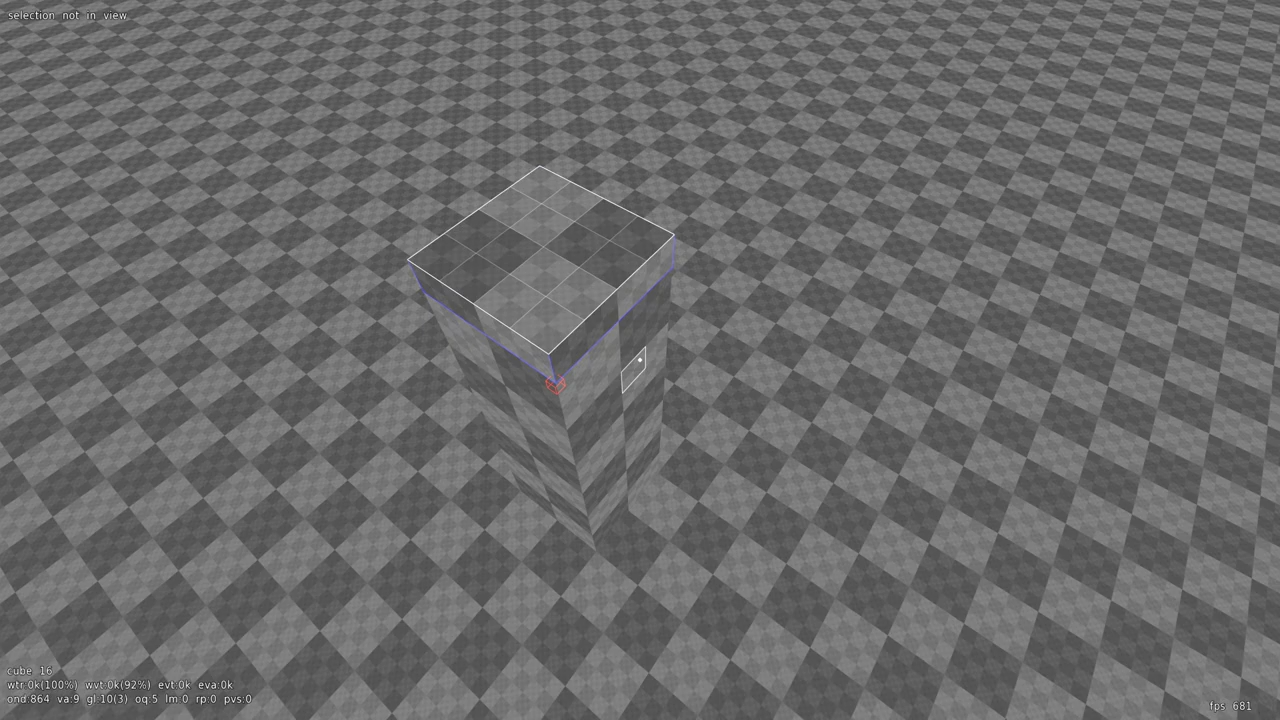 selection not in view
cube 16
wtr:0k(100%) wvt:0k(92%) evt:0k eva:0k
ond:864 va:9 gl:10(3) oq:5 lm:0 rp:0 pvs:0
fps 681